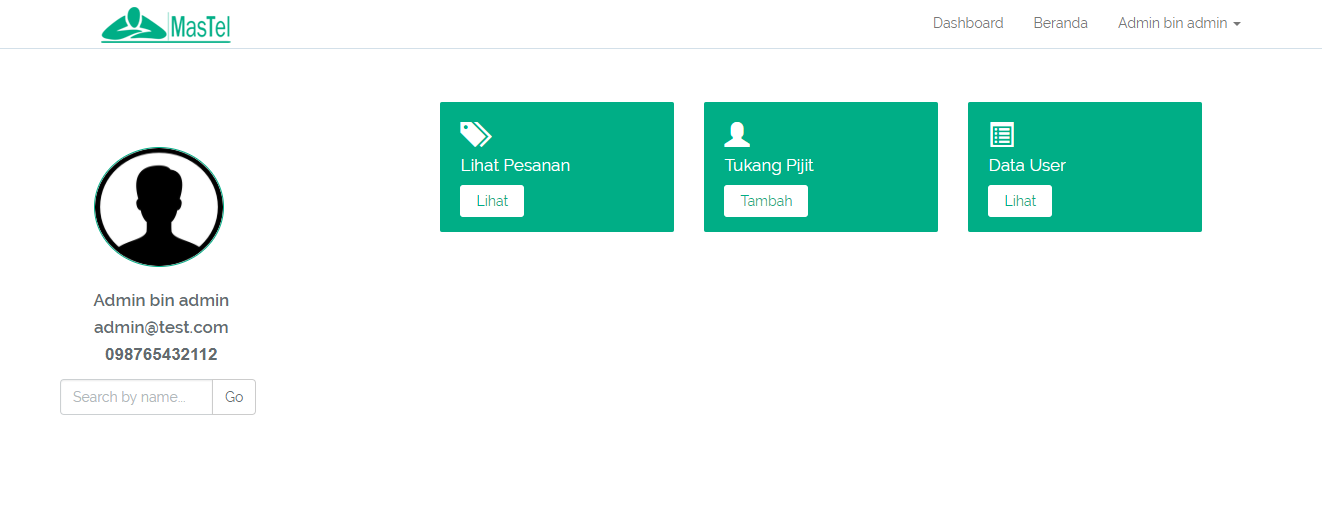 MasTel
Dashboard Beranda Admin bin admin
Lihat Pesanan
Lihat
Tukang Pijit
Tambah
Data User
Lihat
Admin bin admin
admin@test.com
098765432112
Search by name... Go